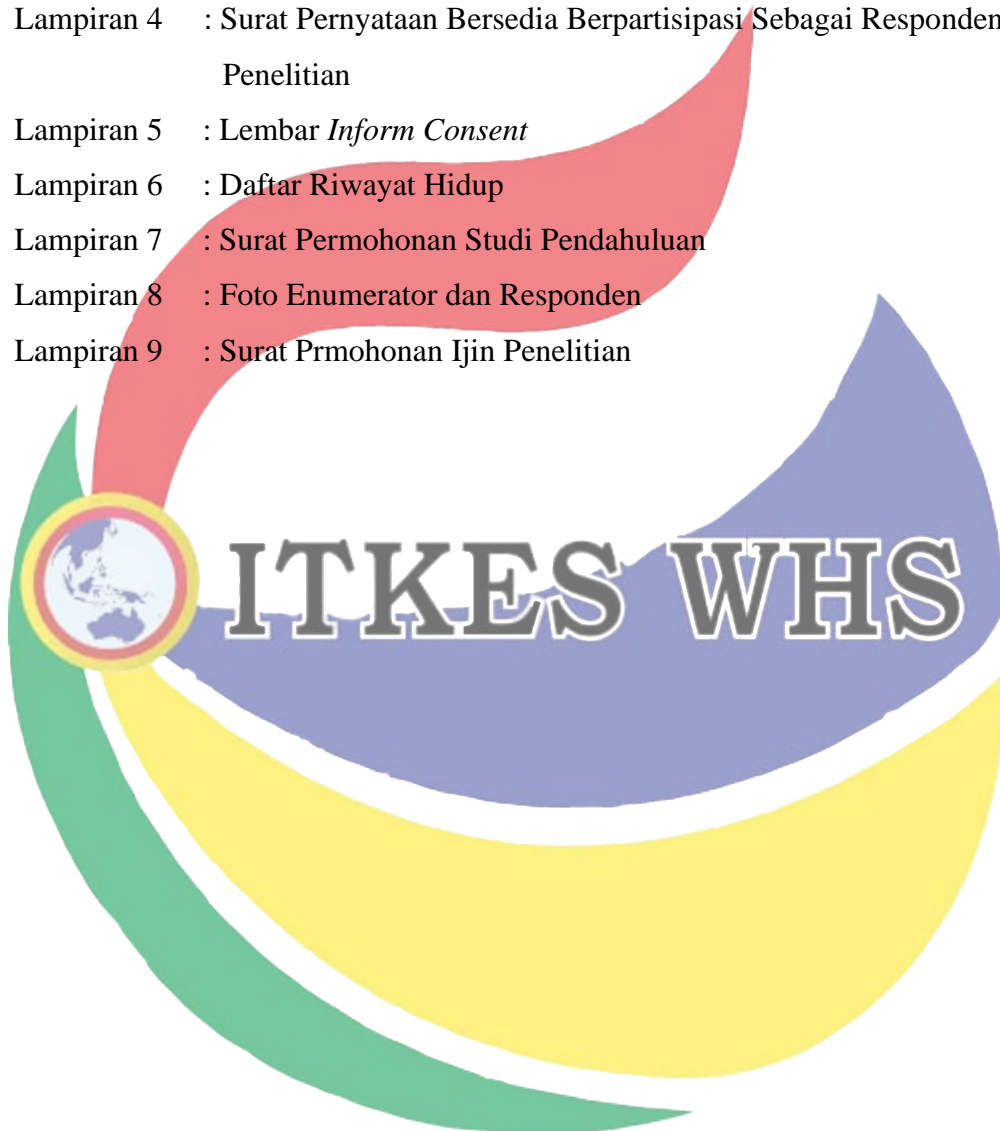 Lampiran 4 : Surat Pernyataan Bersedia Berpartisipasi Sebagai Responden
Penelitian
Lampiran 5 : Lembar Inform Consent
Lampiran 6 : Daftar Riwayat Hidup
Lampiran 7 : Surat Permohonan Studi Pendahuluan
Lampiran 8 : Foto Enumerator dan Responden
Lampiran 9 : Surat Prmohonan Ijin Penelitian
ITKES WHS